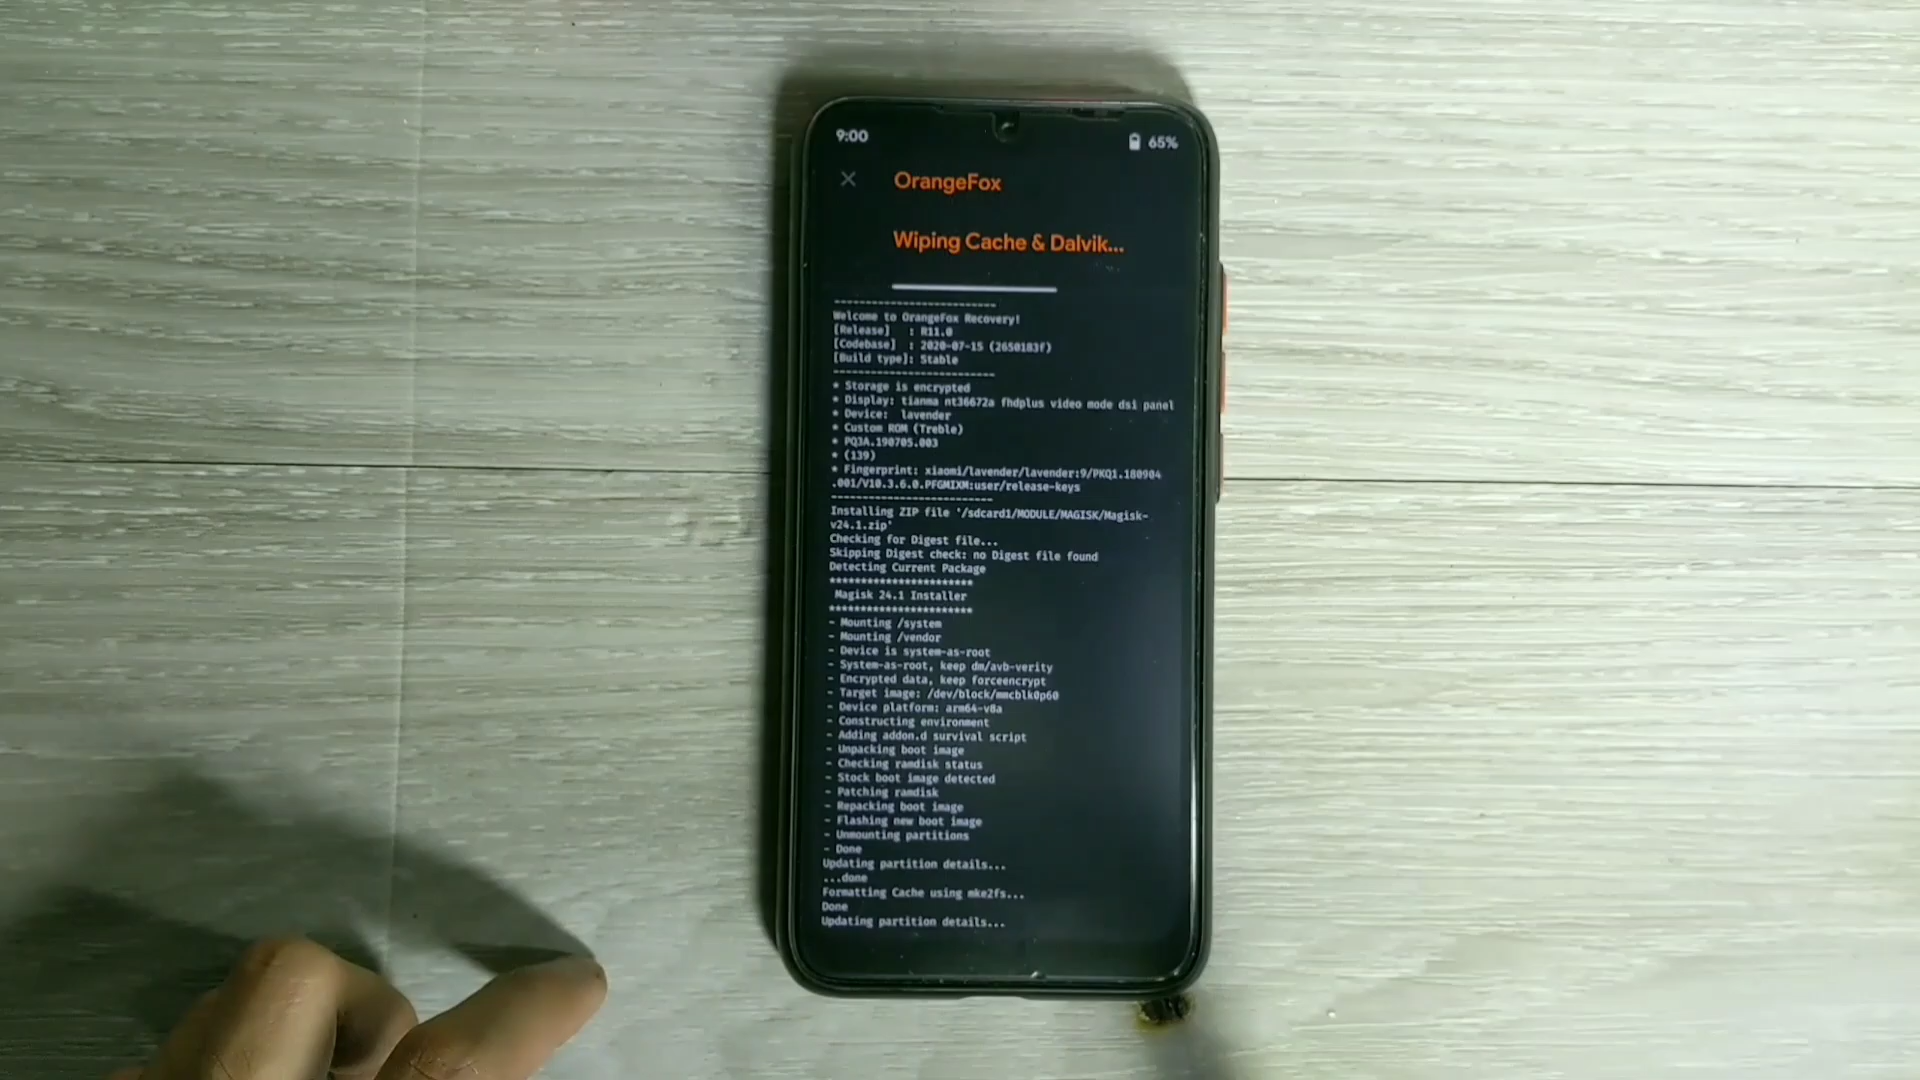 9:00
65%
OrangeFox
Wiping Cache & Dalvik...
--------------------------
Welcome to OrangeFox Recovery!
[Release]   : R11.0
[Codebase]  : 2020-07-15 (2650183f)
[Build type]: Stable
--------------------------
* Storage is encrypted
* Display: tianma nt36672a fhdplus video mode dsi panel
* Device:  lavender
* Custom ROM (Treble)
* PQ3A.190705.003
* (139)
* Fingerprint: xiaomi/lavender/lavender:9/PKQ1.180904
.001/V10.3.6.0.PFGMIXM:user/release-keys
--------------------------
Installing ZIP file '/sdcard1/MODULE/MAGISK/Magisk-
v24.1.zip'
Checking for Digest file...
Skipping Digest check: no Digest file found
Detecting Current Package
***********************
Magisk 24.1 Installer
***********************
- Mounting /system
- Mounting /vendor
- Device is system-as-root
- System-as-root, keep dm/avb-verity
- Encrypted data, keep forceencrypt
- Target image: /dev/block/mmcblk0p60
- Device platform: arm64-v8a
- Constructing environment
- Adding addon.d survival script
- Unpacking boot image
- Checking ramdisk status
- Stock boot image detected
- Patching ramdisk
- Repacking boot image
- Flashing new boot image
- Unmounting partitions
- Done
Updating partition details...
...done
Formatting Cache using mke2fs...
Done
Updating partition details...